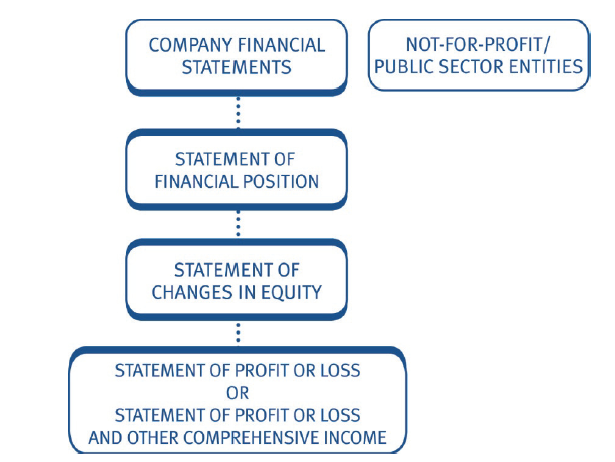 COMPANY FINANCIAL
STATEMENTS
NOT-FOR-PROFIT/
PUBLIC SECTOR ENTITIES
STATEMENT OF
FINANCIAL POSITION
STATEMENT OF
CHANGES IN EQUITY
STATEMENT OF PROFIT OR LOSS
OR
STATEMENT OF PROFIT OR LOSS
AND OTHER COMPREHENSIVE INCOME